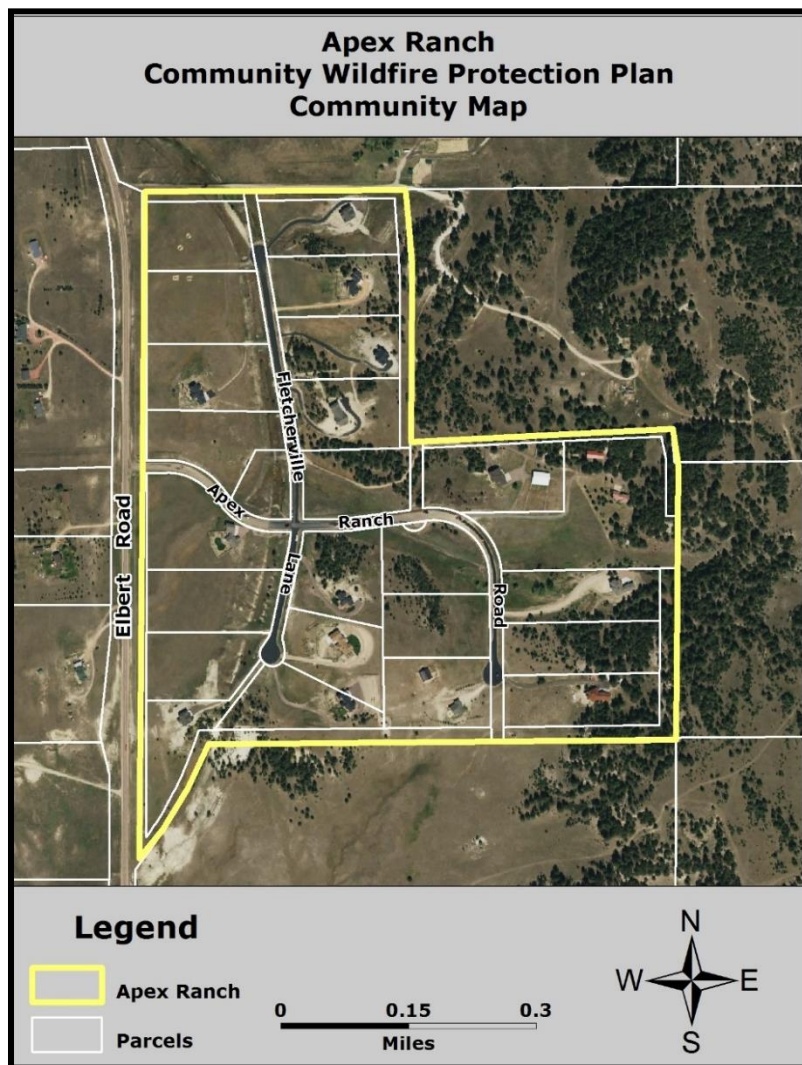 Apex Ranch
Community Wildfire Protection Plan
Community Map
Fletcherville
Lane
Apex
Ranch
Road
Elbert Road
Legend
Apex Ranch
Parcels
0 0.15 0.3
Miles
N
W E
S